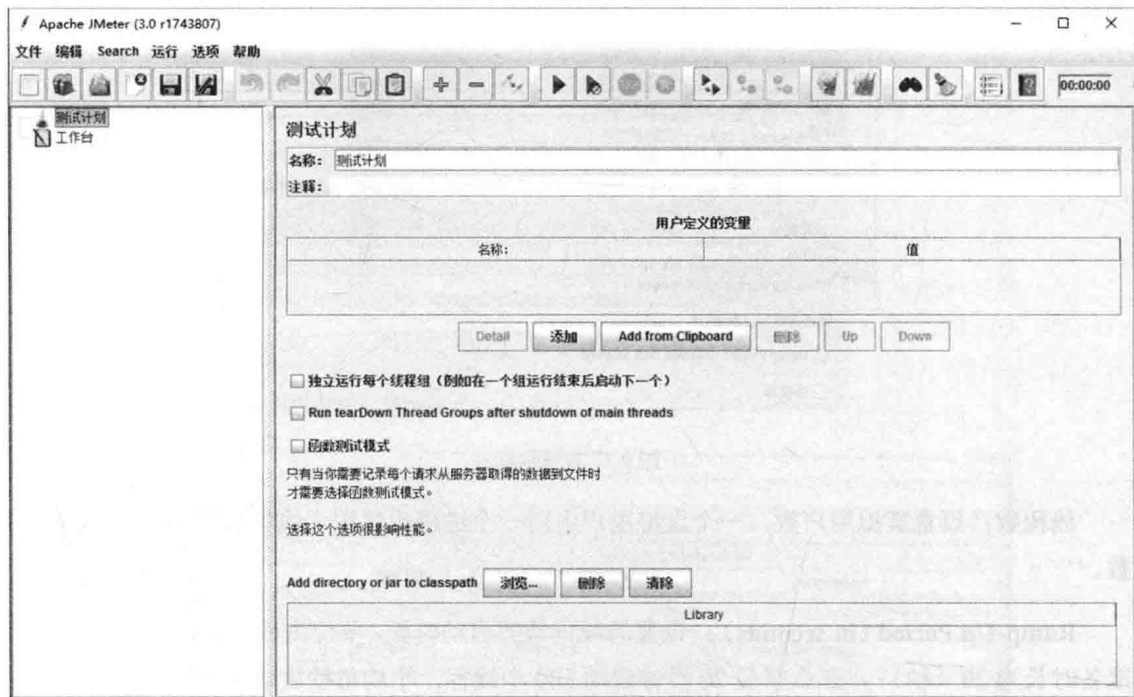 Apache JMeter (3.0 r1743807)
文件 编辑 Search 运行 选项 帮助
00:00:00
测试计划
工作台
测试计划
名称: 测试计划
注释:
用户定义的变量
名称: 值
Detail 添加 Add from Clipboard 删除 Up Down
独立运行每个线程组（例如在一个组运行结束后启动下一个）
Run tearDown Thread Groups after shutdown of main threads
函数测试模式
只有当你需要记录每个请求从服务器取得的数据到文件时
才需要选择函数测试模式。
选择这个选项很影响性能。
Add directory or jar to classpath 浏览... 删除 清除
Library